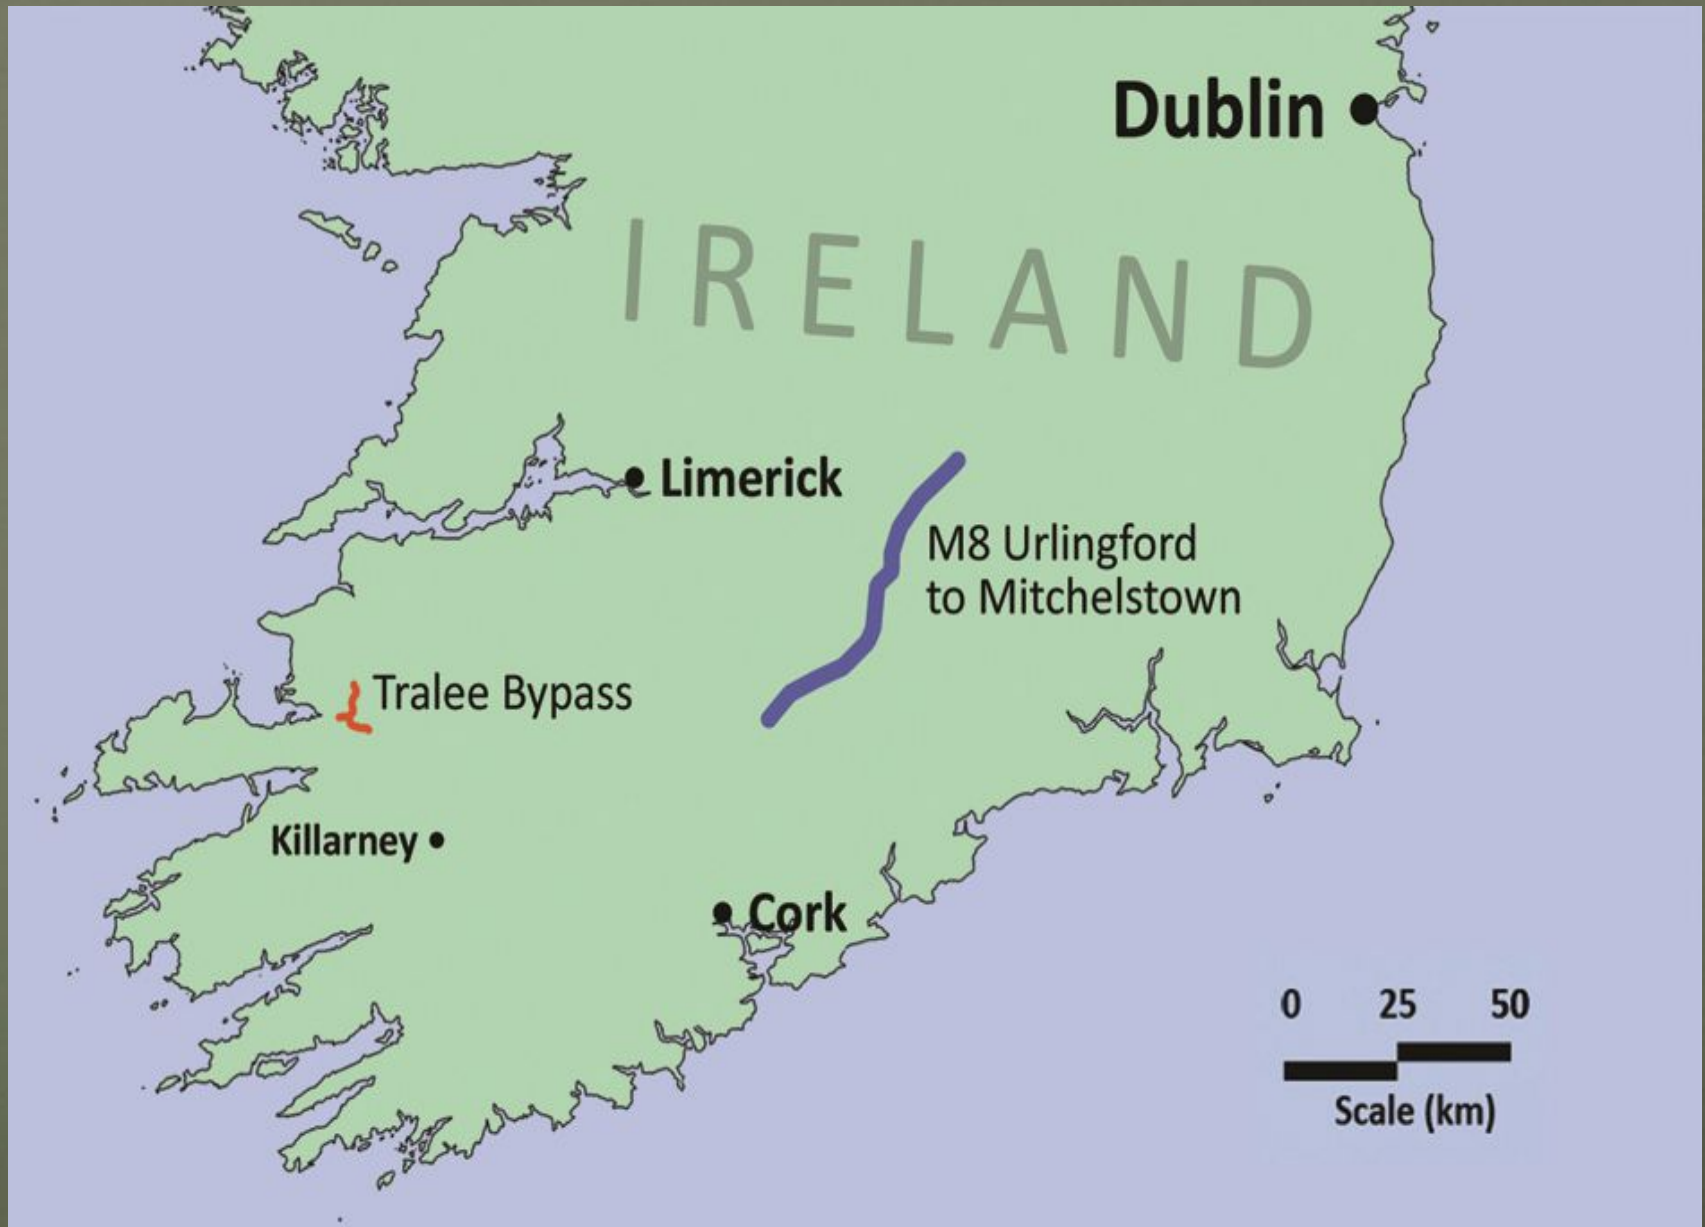 Dublin
IRELAND
Limerick
M8 Urlingford
to Mitchelstown
Tralee Bypass
Killarney
Cork
0 25 50
Scale (km)